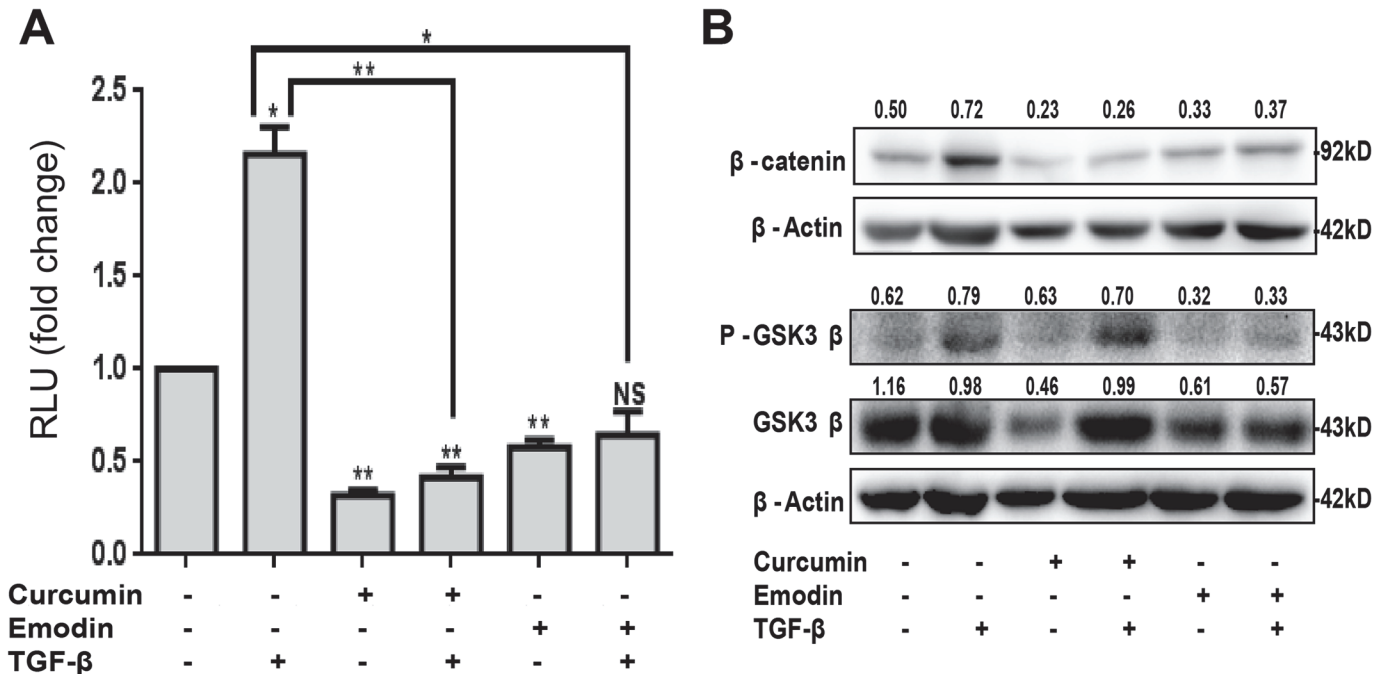 A
B
*
**
2.5
*
2.0
1.5
1.0
0.5
0.0
RLU (fold change)
**
**
**
NS
Curcumin - - + + - -
Emodin - - - - + +
TGF-β - + - + - +
0.50 0.72 0.23 0.26 0.33 0.37
β-catenin -92kD
β-Actin -42kD
0.62 0.79 0.63 0.70 0.32 0.33
P-GSK3 β -43kD
1.16 0.98 0.46 0.99 0.61 0.57
GSK3 β -43kD
β-Actin -42kD
Curcumin - - + + - -
Emodin - - - - + +
TGF-β - + - + - +